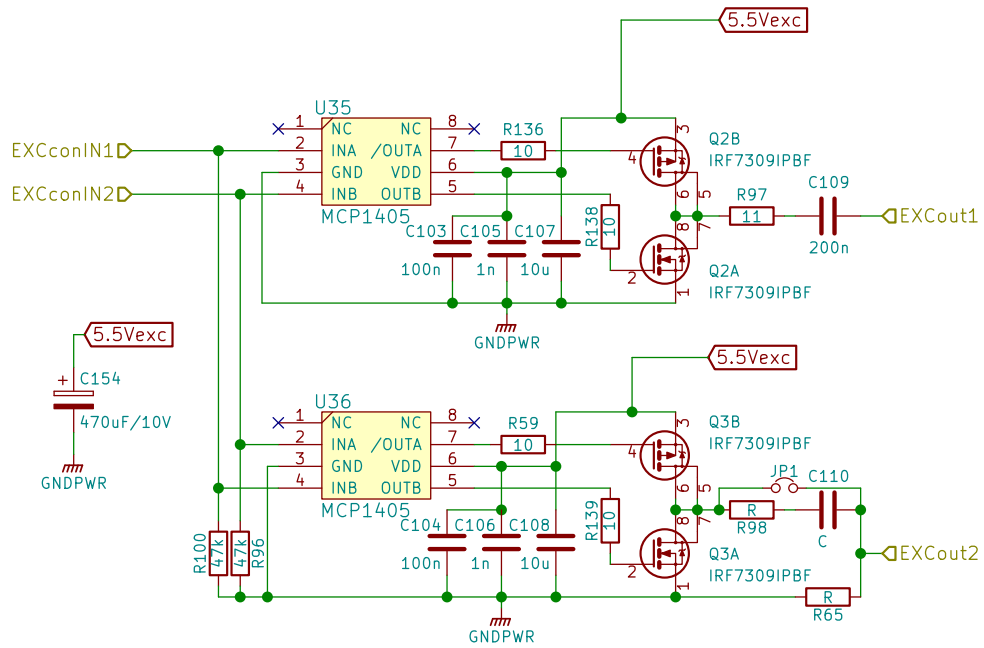 5.5Vexc
U35
1 NC NC 8
EXCconIN1 2 INA /OUTA 7
3 GND VDD 6
EXCconIN2 4 INB OUTB 5
MCP1405
R136
10
3
4
Q2B
IRF7309IPBF
6 5
R138
10
8 7
R97
11
C109
200n
EXCout1
2
Q2A
IRF7309IPBF
1
C103 C105 C107
100n 1n 10u
GNDPWR
5.5Vexc
+ C154
470uF/10V
GNDPWR
5.5Vexc
U36
1 NC NC 8
2 INA /OUTA 7
3 GND VDD 6
4 INB OUTB 5
MCP1405
R59
10
3
4
Q3B
IRF7309IPBF
6 5
R139
10
8 7
JP1
R
R98
C110
C
EXCout2
2
Q3A
IRF7309IPBF
1
C104 C106 C108
100n 1n 10u
R100 47k 47k R96
R
R65
GNDPWR